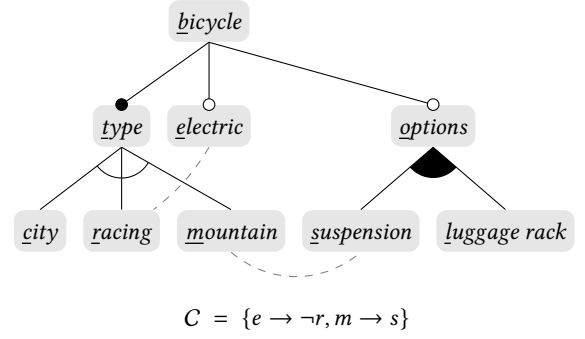 bicycle
type electric options
city racing mountain suspension luggage rack
C = {e → ¬r, m → s}